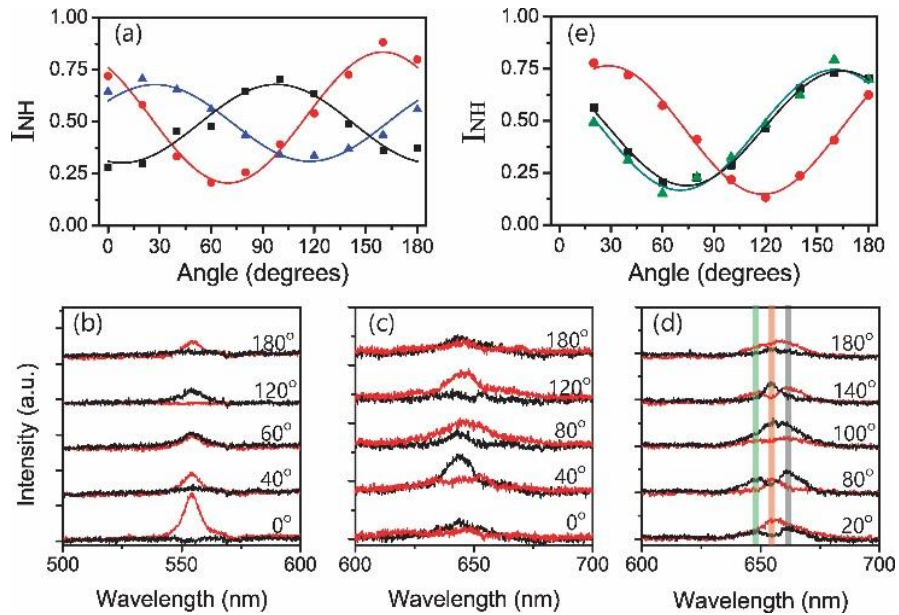 (a)
1.00
0.75
0.50
0.25
0.00
I_NH
0 30 60 90 120 150 180
Angle (degrees)
(e)
1.00
0.75
0.50
0.25
0.00
I_NH
0 30 60 90 120 150 180
Angle (degrees)
(b)
180°
120°
60°
40°
0°
Intensity (a.u.)
500 550 600
Wavelength (nm)
(c)
180°
120°
80°
40°
0°
600 650 700
Wavelength (nm)
(d)
180°
140°
100°
80°
20°
600 650 700
Wavelength (nm)